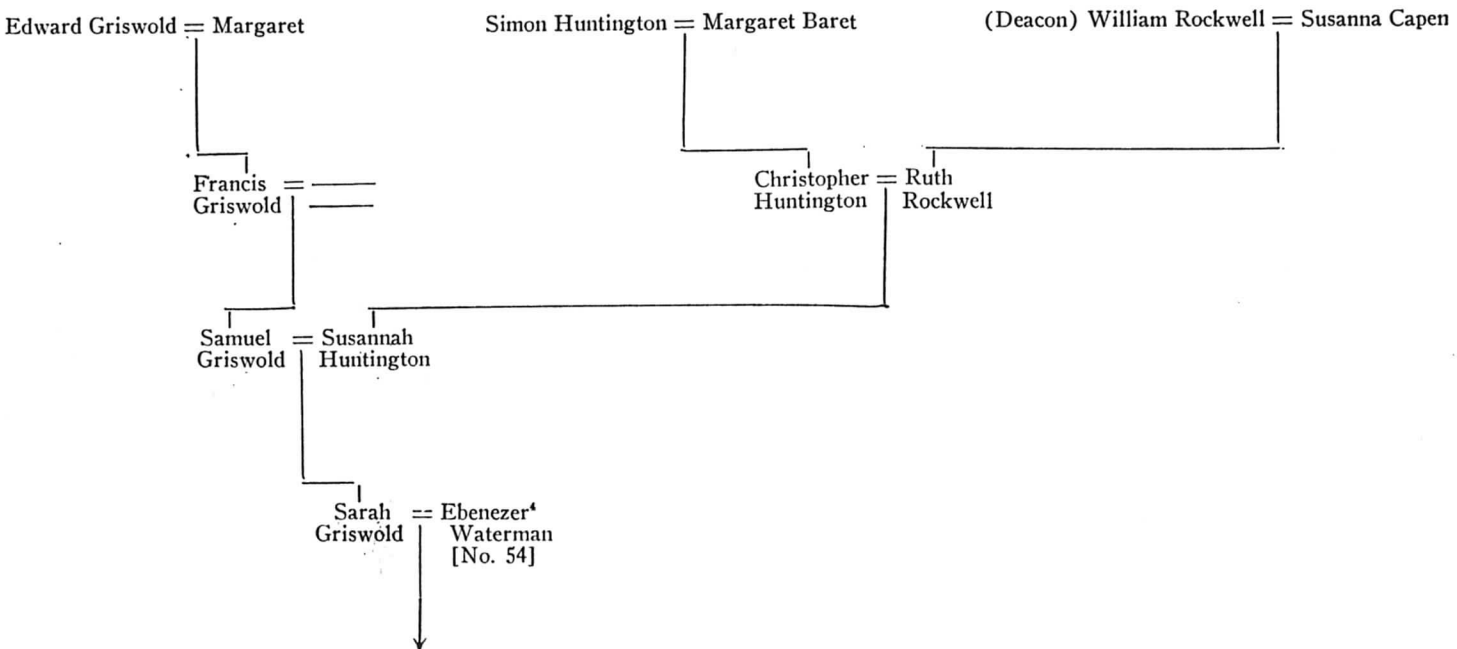 Edward Griswold = Margaret
Simon Huntington = Margaret Baret
(Deacon) William Rockwell = Susanna Capen
Francis = ———
Griswold ———
Christopher = Ruth
Huntington Rockwell
Samuel = Susannah
Griswold Huntington
Sarah = Ebenezer⁴
Griswold Waterman
[No. 54]